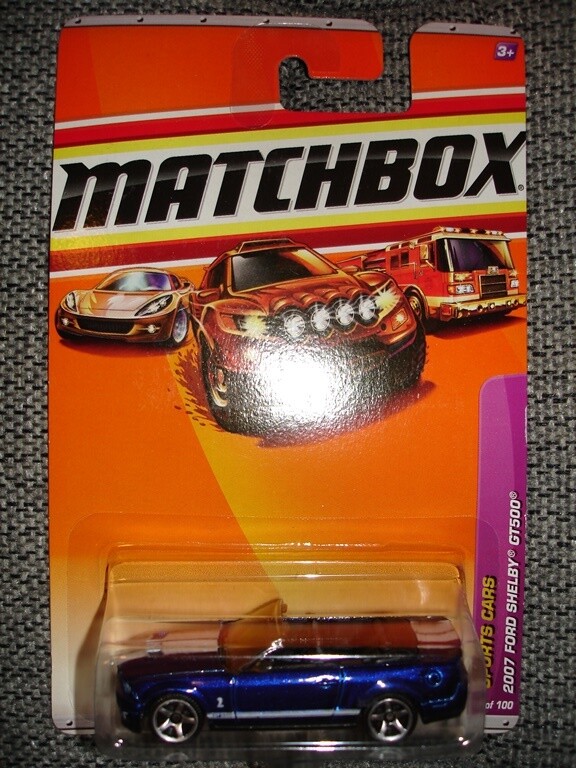 3+
MATCHBOX®
SPORTS CARS
2007 FORD SHELBY® GT500®
of 100